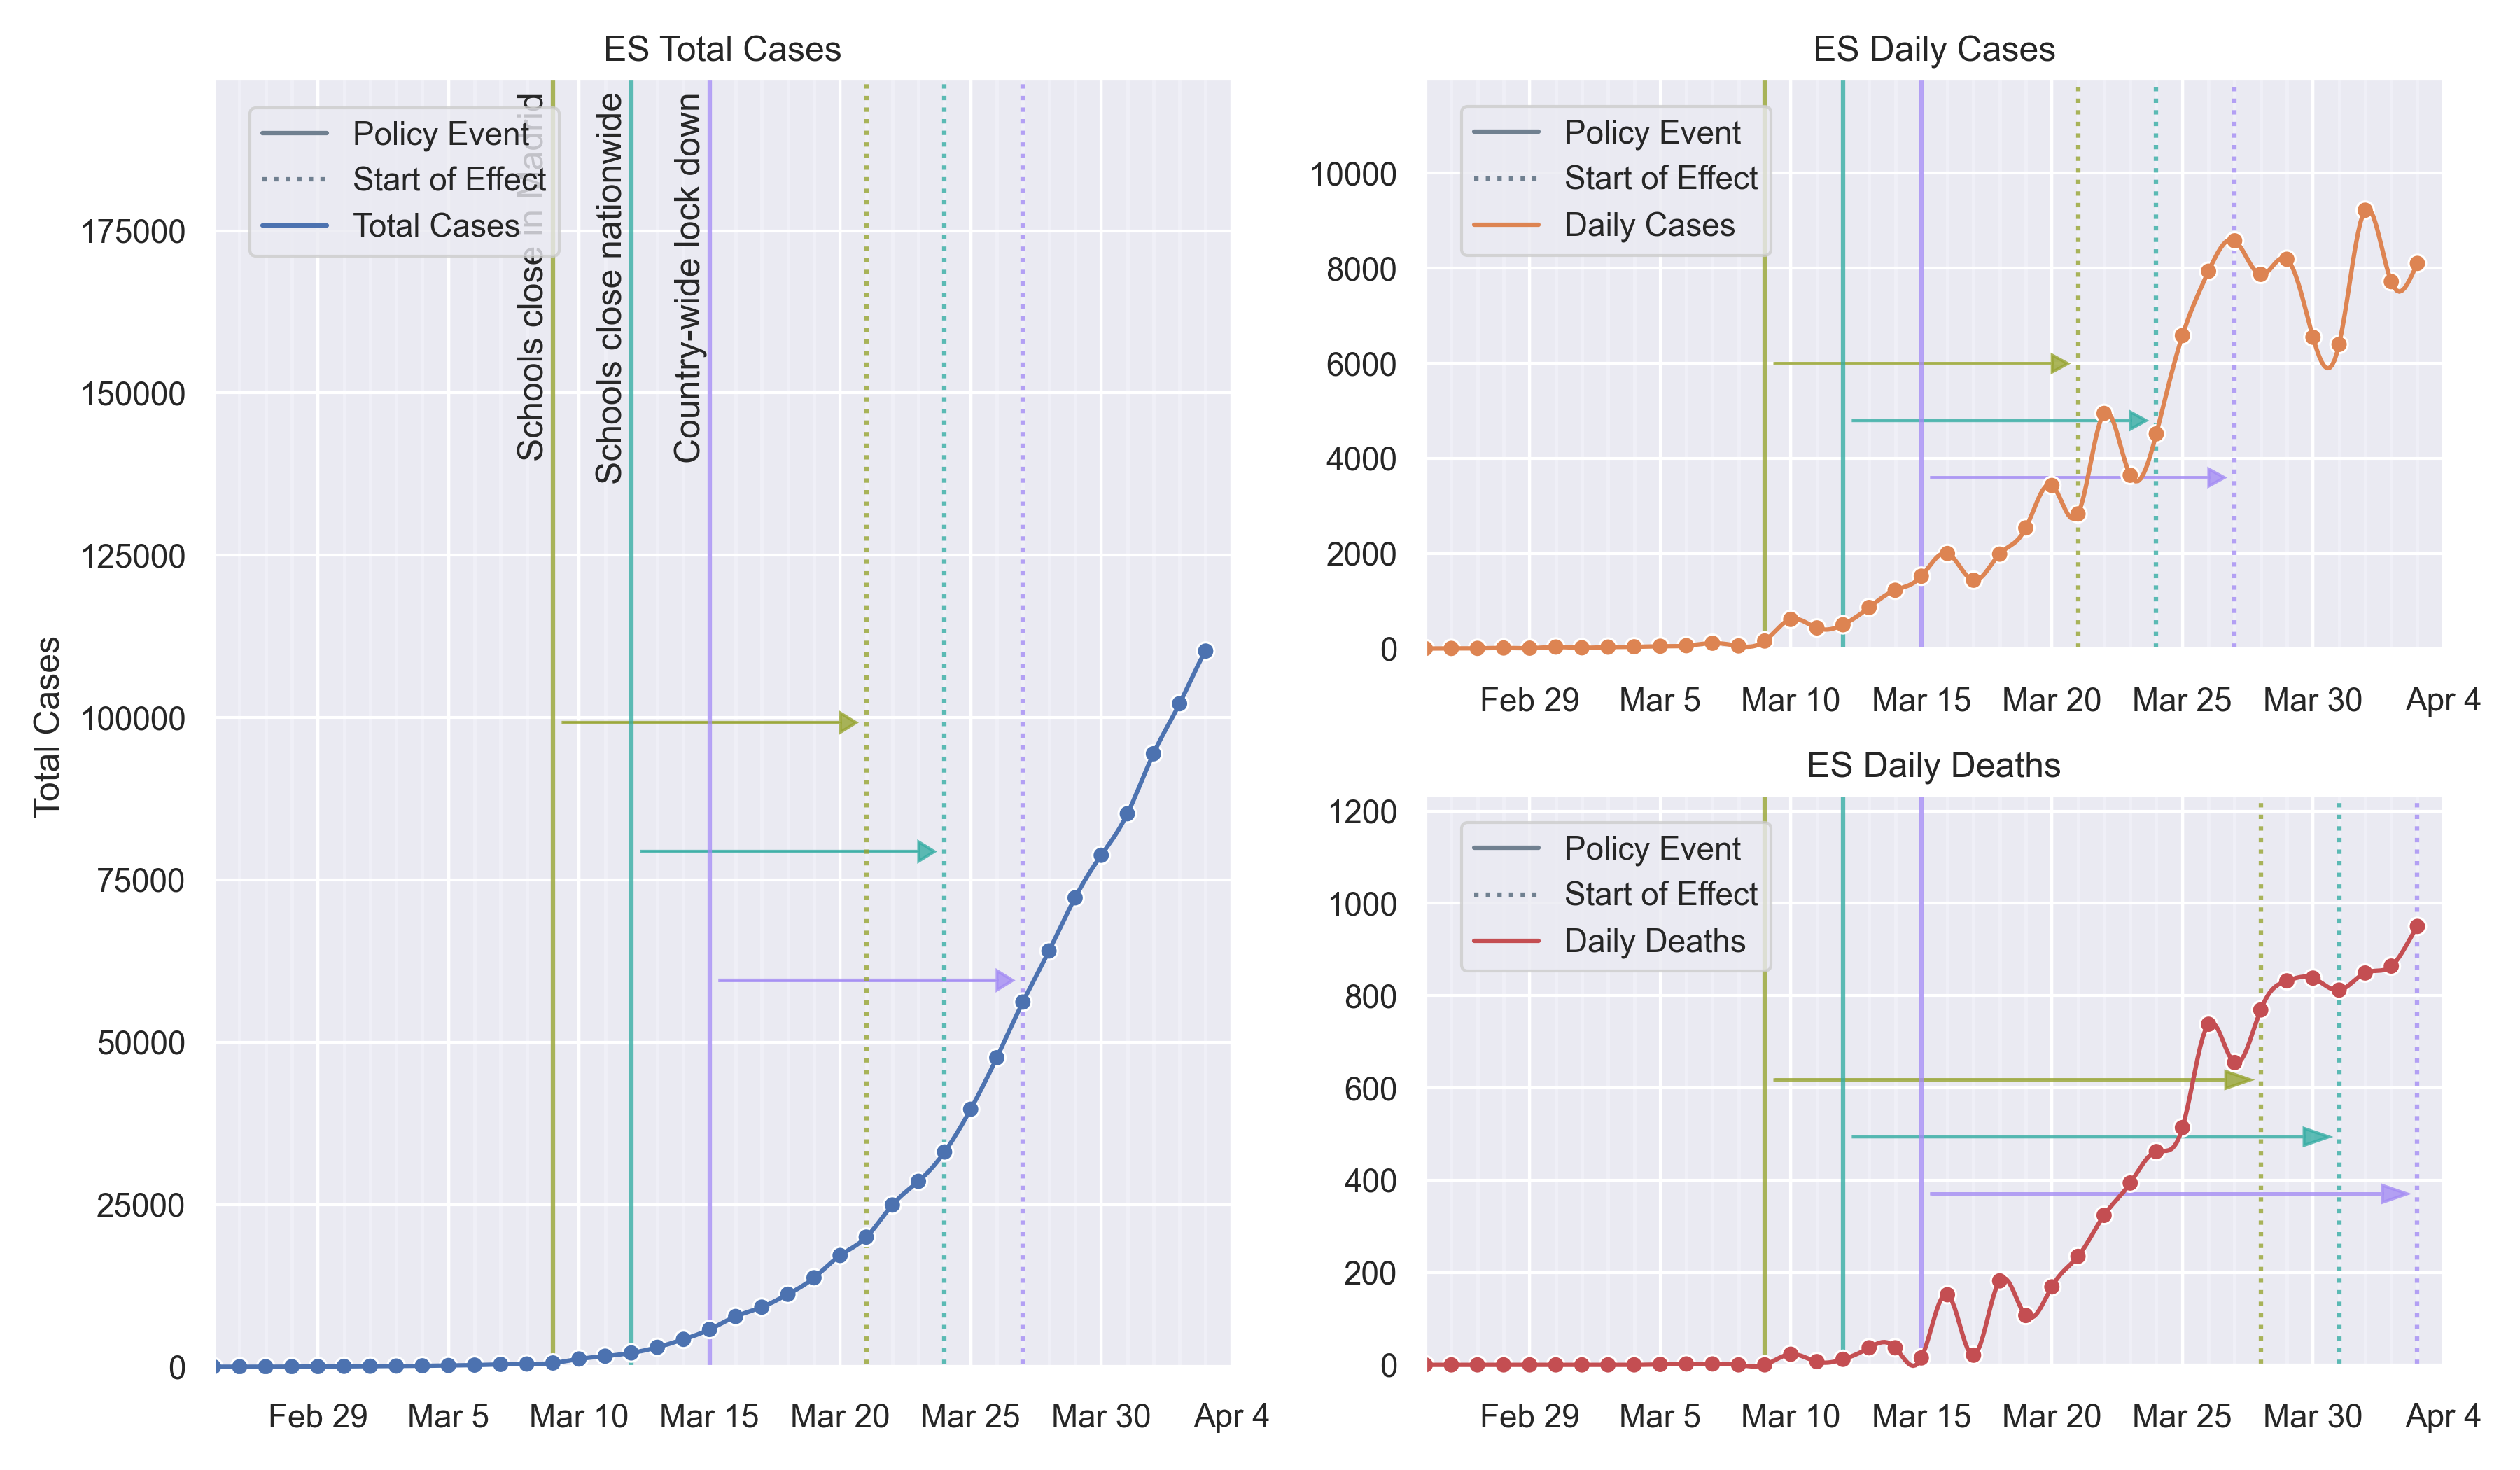 ES Total Cases
Policy Event
Start of Effect
Total Cases
Schools close in Madrid
Schools close nationwide
Country-wide lock down
Total Cases
175000
150000
125000
100000
75000
50000
25000
0
Feb 29 Mar 5 Mar 10 Mar 15 Mar 20 Mar 25 Mar 30 Apr 4
ES Daily Cases
Policy Event
Start of Effect
Daily Cases
10000
8000
6000
4000
2000
0
Feb 29 Mar 5 Mar 10 Mar 15 Mar 20 Mar 25 Mar 30 Apr 4
ES Daily Deaths
Policy Event
Start of Effect
Daily Deaths
1200
1000
800
600
400
200
0
Feb 29 Mar 5 Mar 10 Mar 15 Mar 20 Mar 25 Mar 30 Apr 4